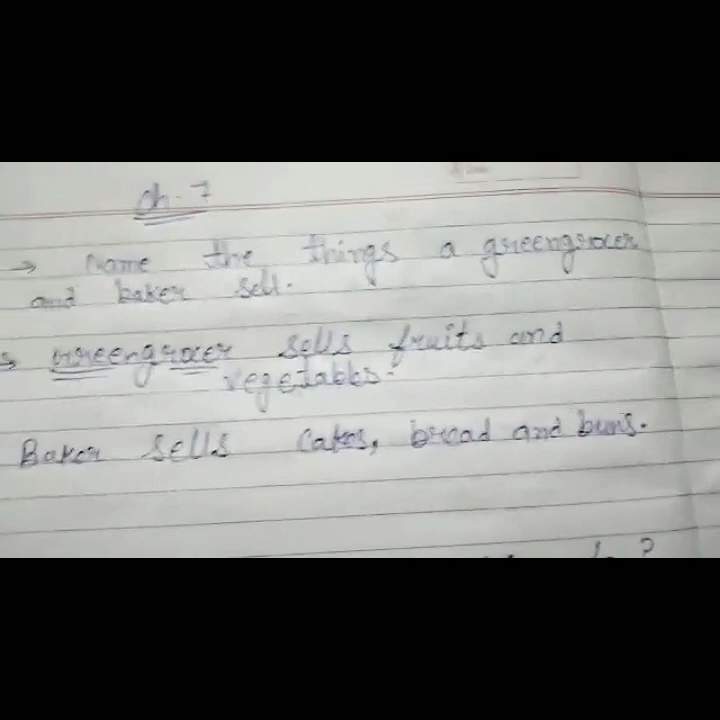 Ch. 7
→ Name the things a greengrocer
and baker sell.
s greengrocer sells fruits and
vegetables.
Baker sells Cakes, bread and buns.
?